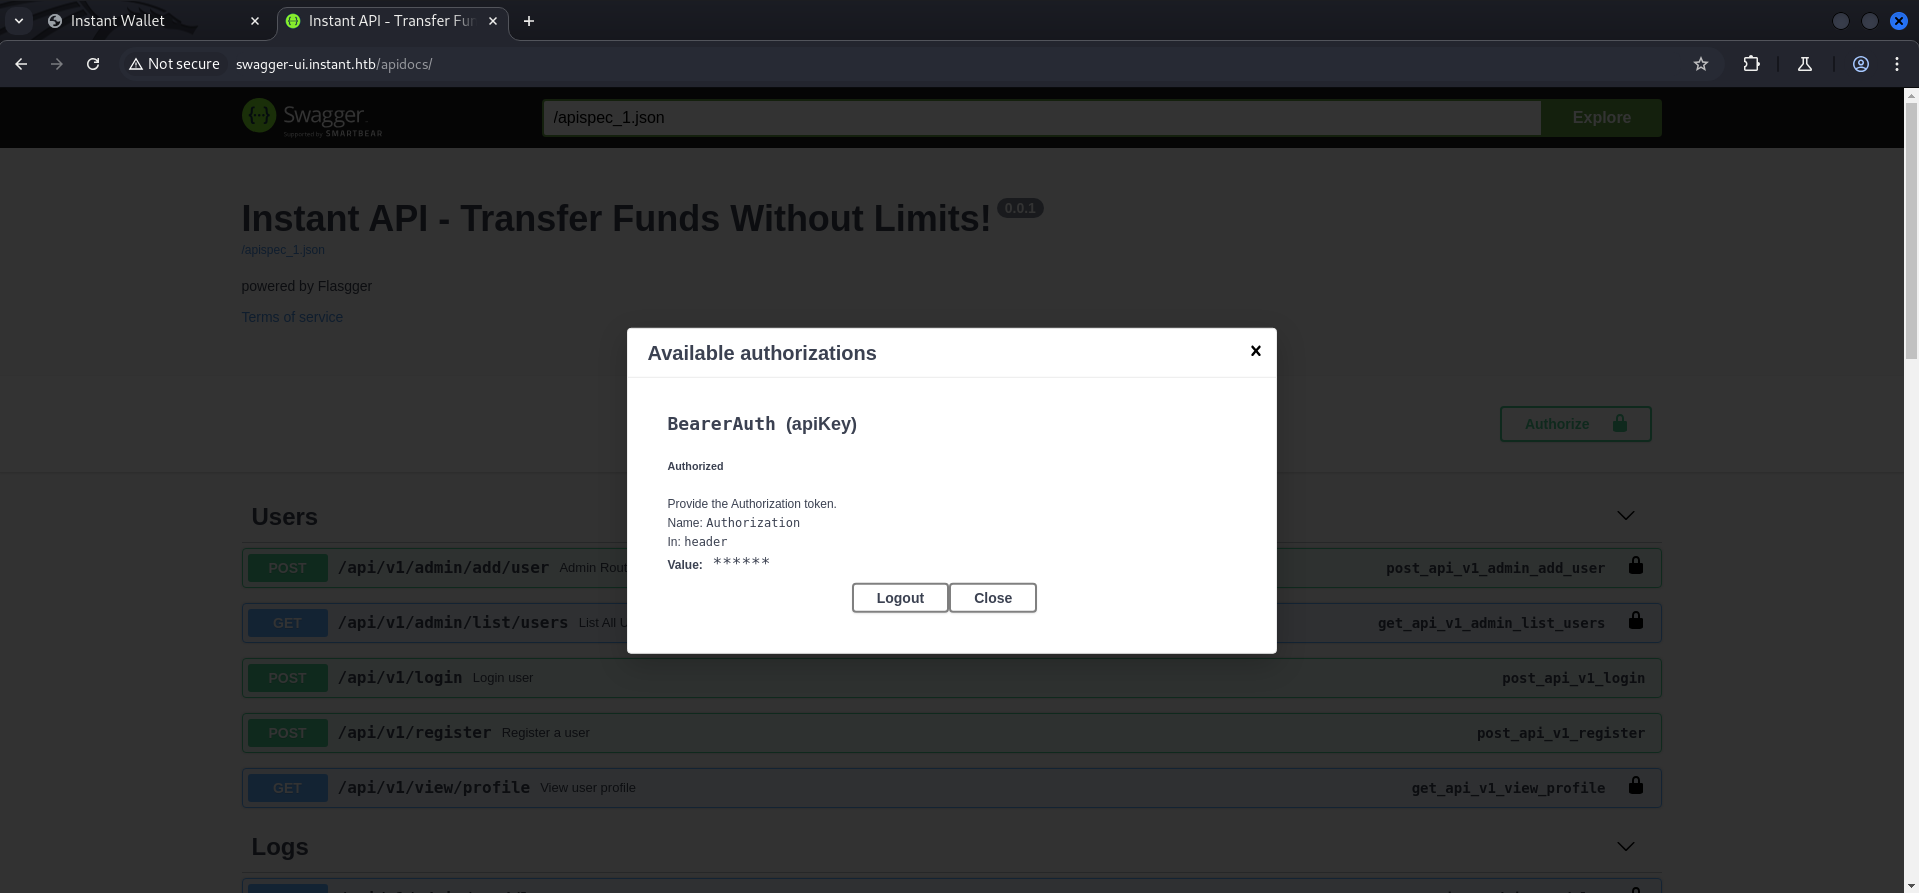 Instant Wallet
Instant API - Transfer Fun
Not secure swagger-ui.instant.htb/apidocs/
Swagger.
Supported by SMARTBEAR
/apispec_1.json
Explore
Instant API - Transfer Funds Without Limits! 0.0.1
/apispec_1.json
powered by Flasgger
Terms of service
Available authorizations
BearerAuth (apiKey)
Authorize
Authorized
Provide the Authorization token.
Name: Authorization
In: header
Value: ******
Logout Close
Users
POST /api/v1/admin/add/user Admin Rout post_api_v1_admin_add_user
GET /api/v1/admin/list/users List All U get_api_v1_admin_list_users
POST /api/v1/login Login user post_api_v1_login
POST /api/v1/register Register a user post_api_v1_register
GET /api/v1/view/profile View user profile get_api_v1_view_profile
Logs